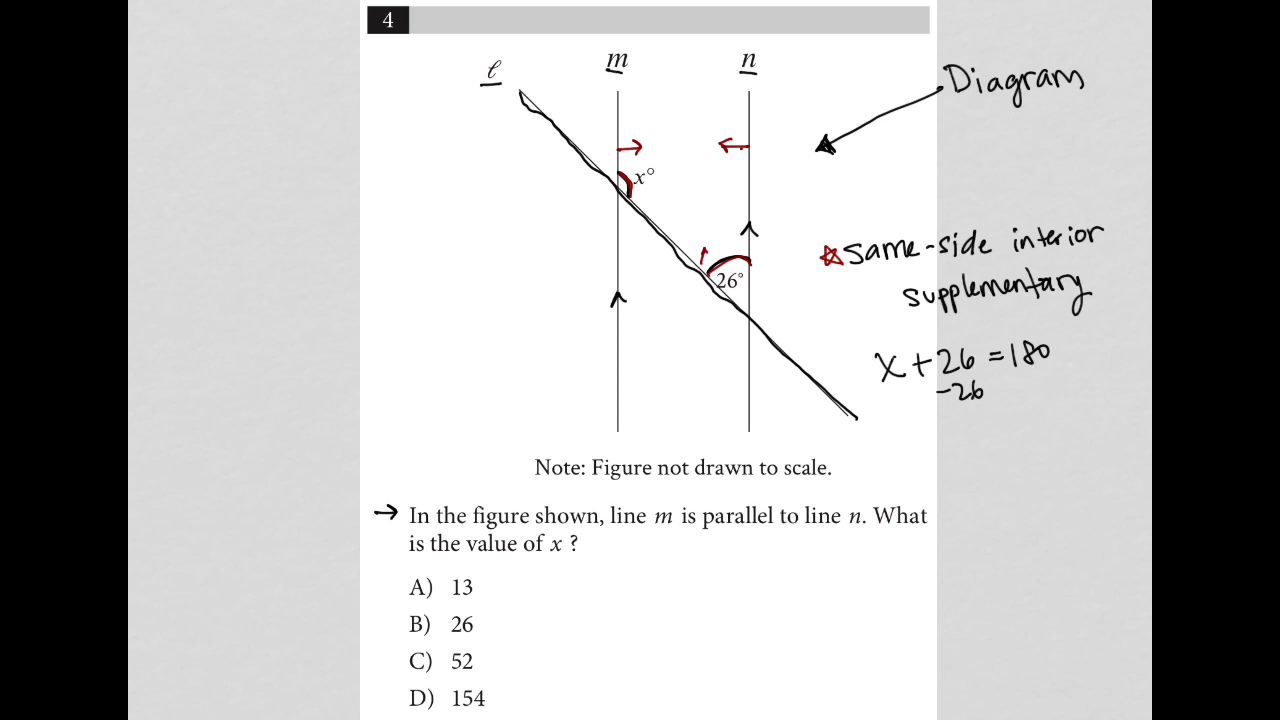 4
ℓ
m
n
Diagram
x°
26°
☆same-side interior
supplementary
x + 26 = 180
-26
Note: Figure not drawn to scale.
→ In the figure shown, line m is parallel to line n. What
is the value of x ?
A) 13
B) 26
C) 52
D) 154